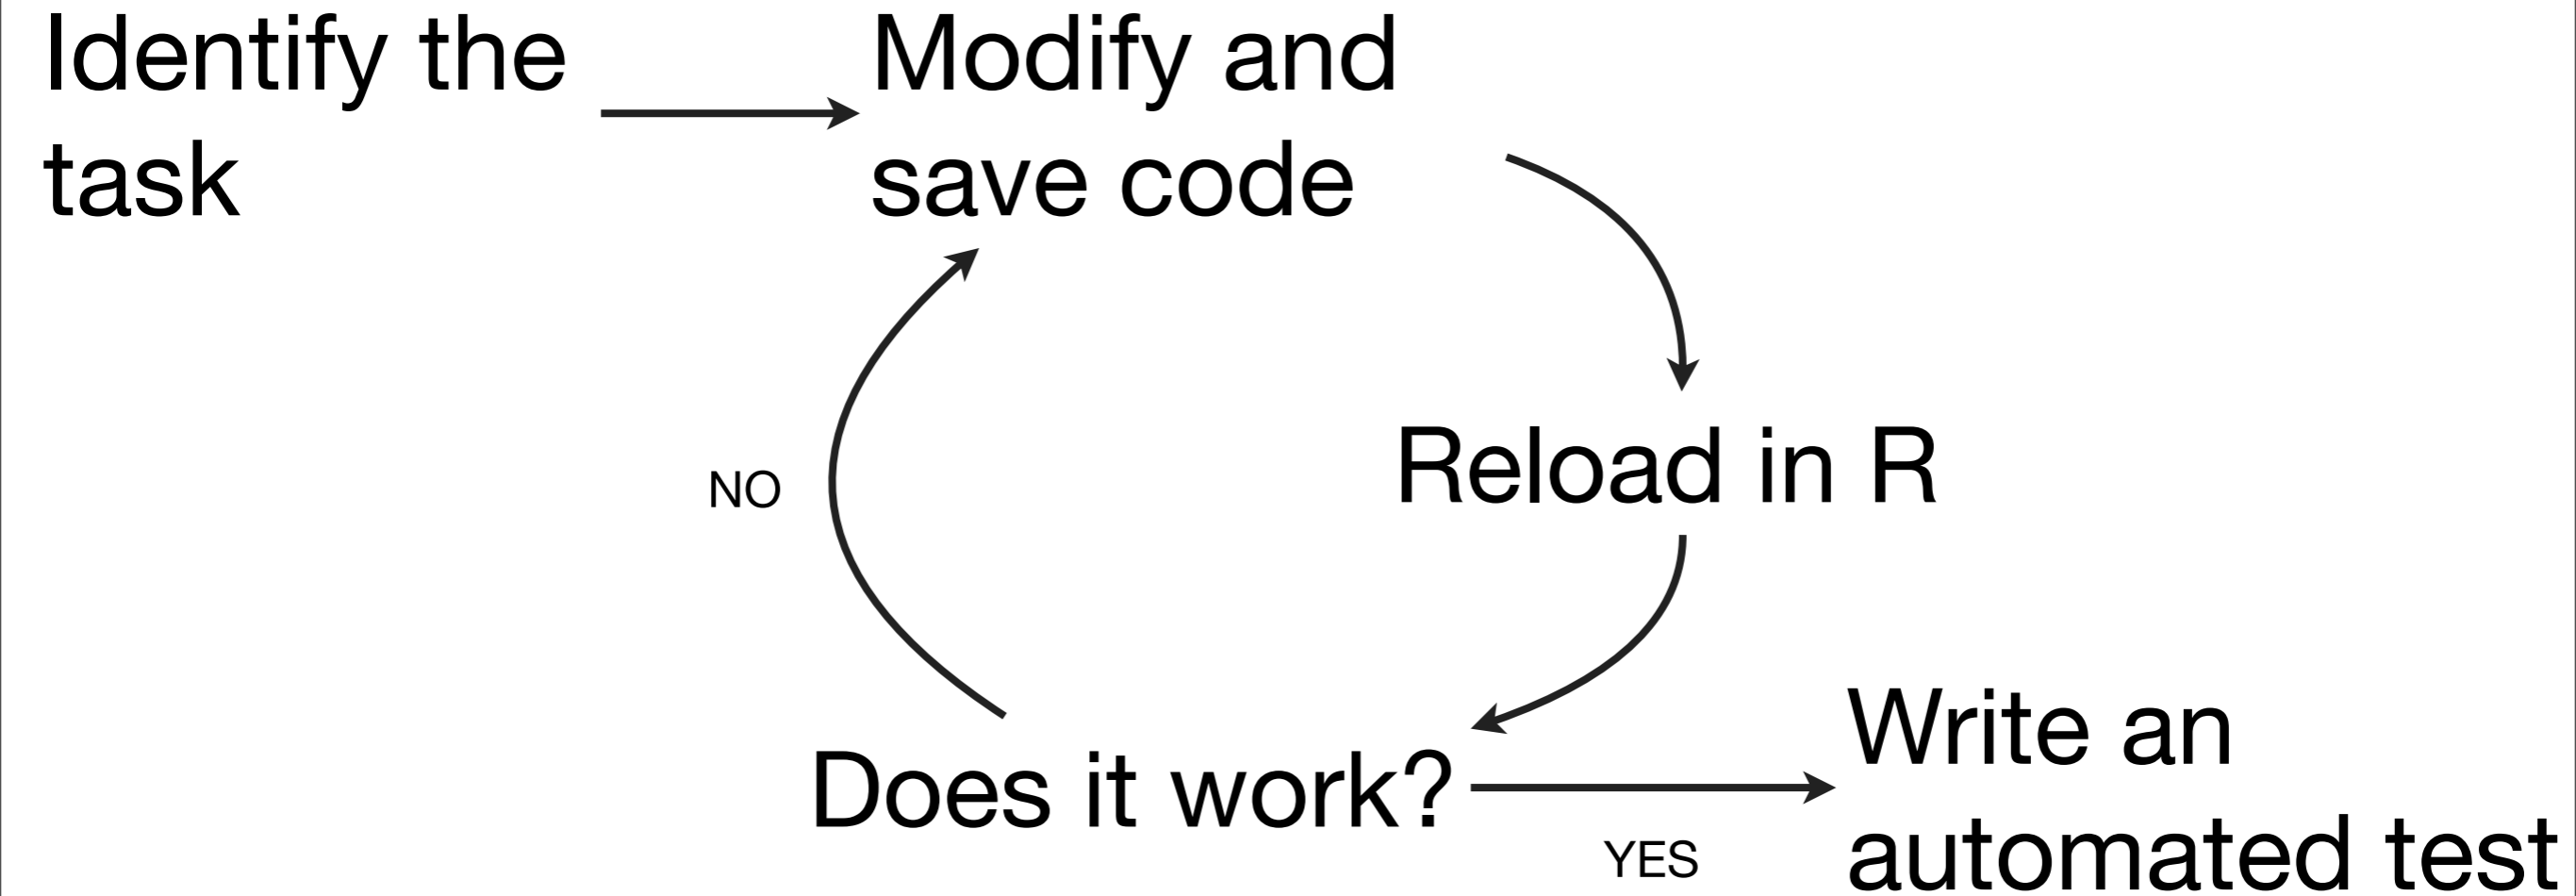 Identify the
task
Modify and
save code
Reload in R
NO
Does it work?
YES
Write an
automated test